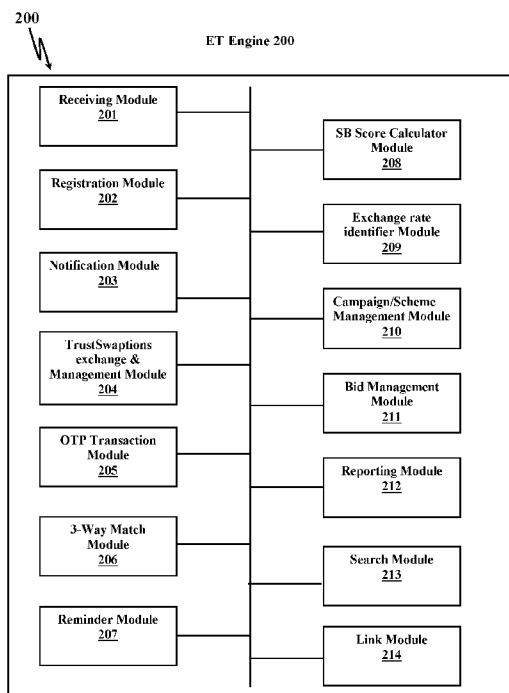 200
ET Engine 200
Receiving Module
201
Registration Module
202
Notification Module
203
TrustSwaptions
exchange &
Management Module
204
OTP Transaction
Module
205
3-Way Match
Module
206
Reminder Module
207
SB Score Calculator
Module
208
Exchange rate
identifier Module
209
Campaign/Scheme
Management Module
210
Bid Management
Module
211
Reporting Module
212
Search Module
213
Link Module
214